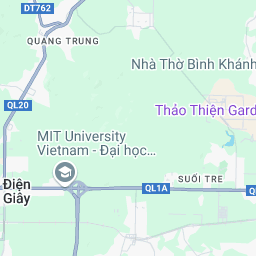 DT762
QUANG TRUNG
Nhà Thờ Bình Khánh
QL20
Thảo Thiện Gard
MIT University
Vietnam - Đại học...
Điện
Giây
QL1A
SUỐI TRE